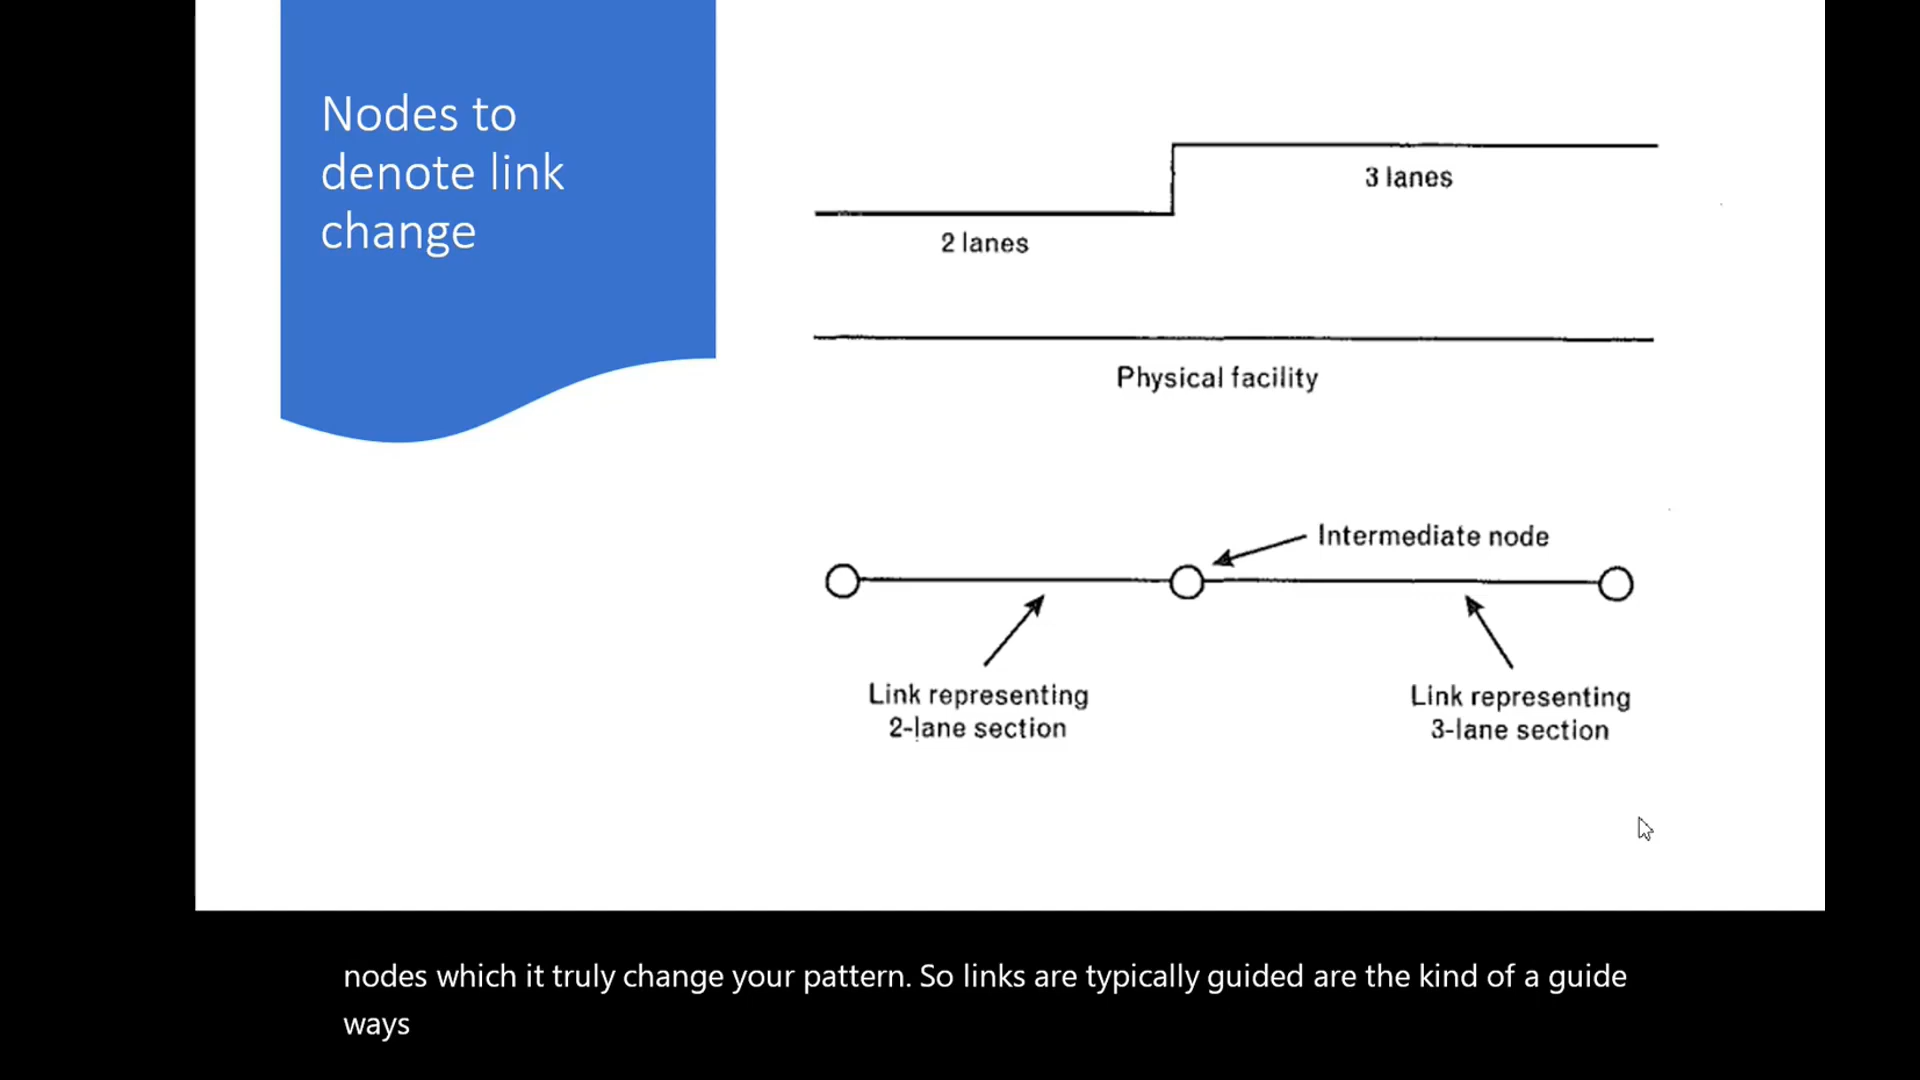 Nodes to
denote link
change
3 lanes
2 lanes
Physical facility
Intermediate node
Link representing
2-lane section
Link representing
3-lane section
nodes which it truly change your pattern. So links are typically guided are the kind of a guide
ways